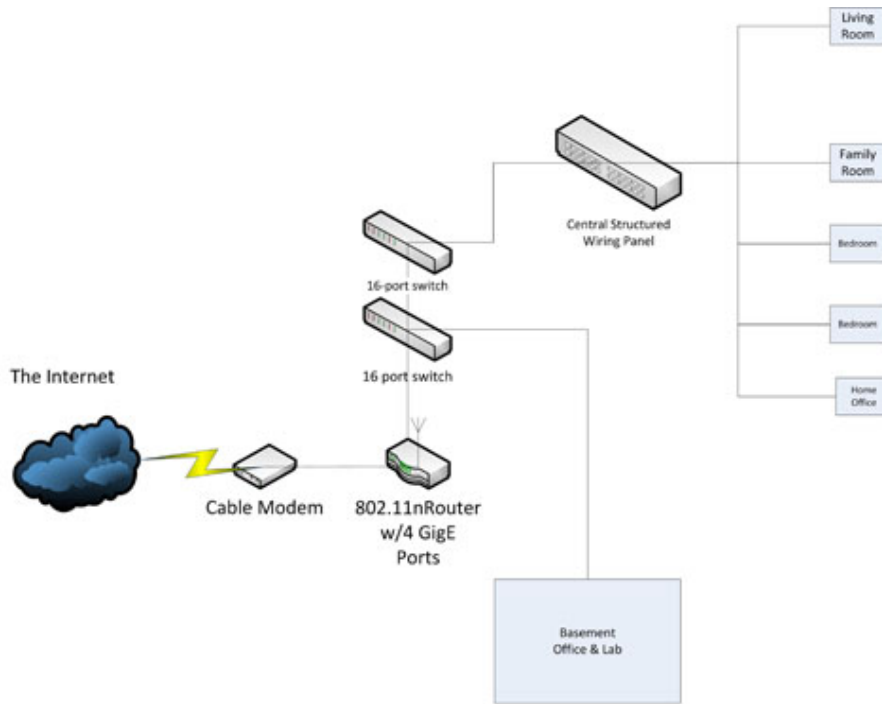 Living
Room
Family
Room
Central Structured
Wiring Panel
Bedroom
16-port switch
Bedroom
The Internet
16 port switch
Home
Office
Cable Modem
802.11nRouter
w/4 GigE
Ports
Basement
Office & Lab